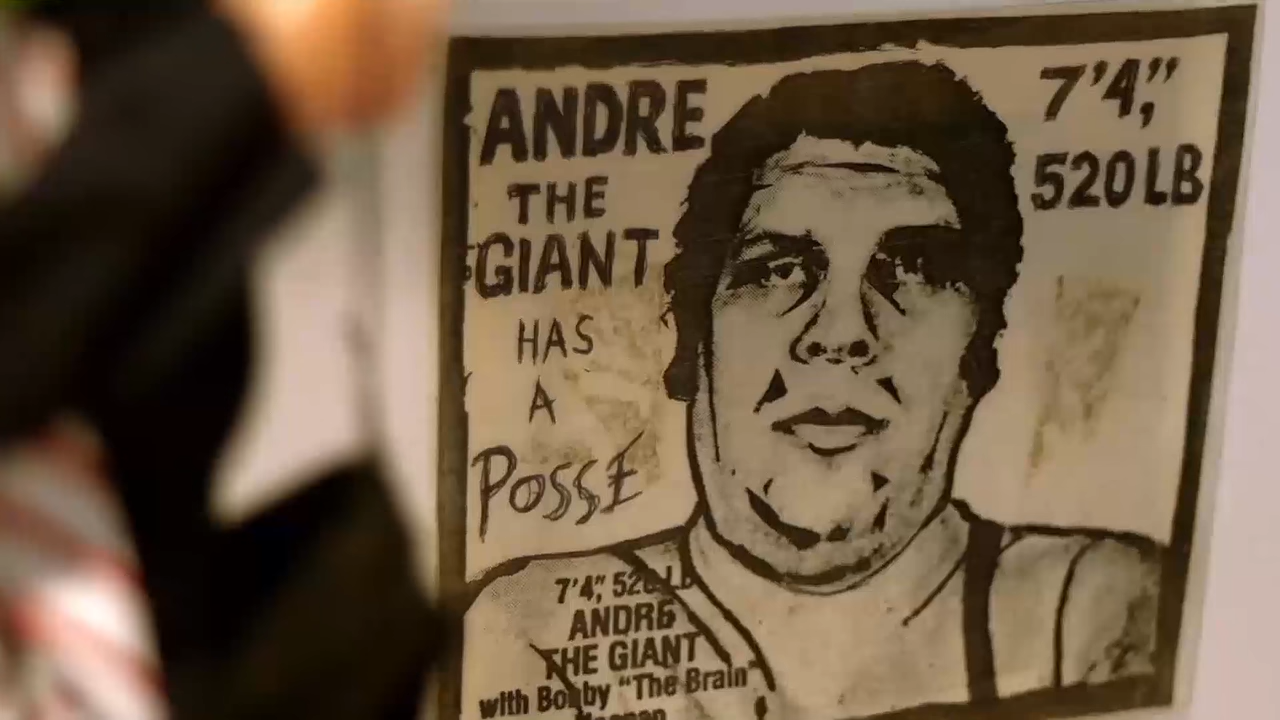 ANDRE
THE
GIANT
HAS
A
POSSE
7'4",
520 LB
7'4", 520 LB
ANDRE
THE GIANT
with Bobby "The Brain"